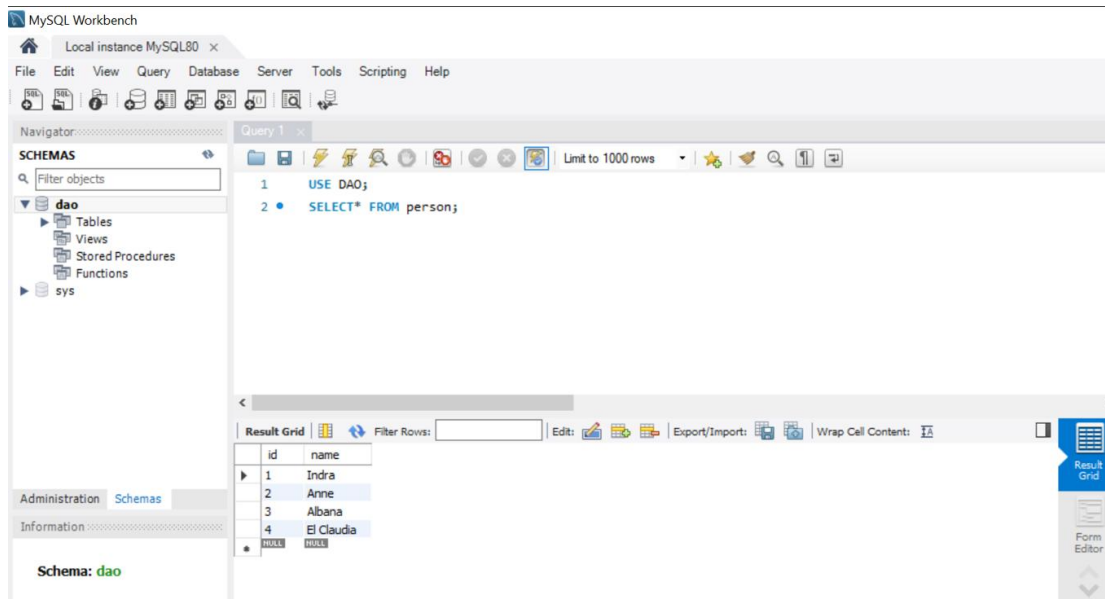 MySQL Workbench
Local instance MySQL80
File Edit View Query Database Server Tools Scripting Help
Navigator
Query 1
SCHEMAS
Limit to 1000 rows
Filter objects
1 USE DAO;
dao
2 SELECT* FROM person;
Tables
Views
Stored Procedures
Functions
sys
Result Grid Filter Rows: Edit: Export/Import: Wrap Cell Content:
id name
Result Grid
1 Indra
2 Anne
Administration Schemas
3 Albana
Information
4 El Claudia
NULL NULL
Form Editor
Schema: dao